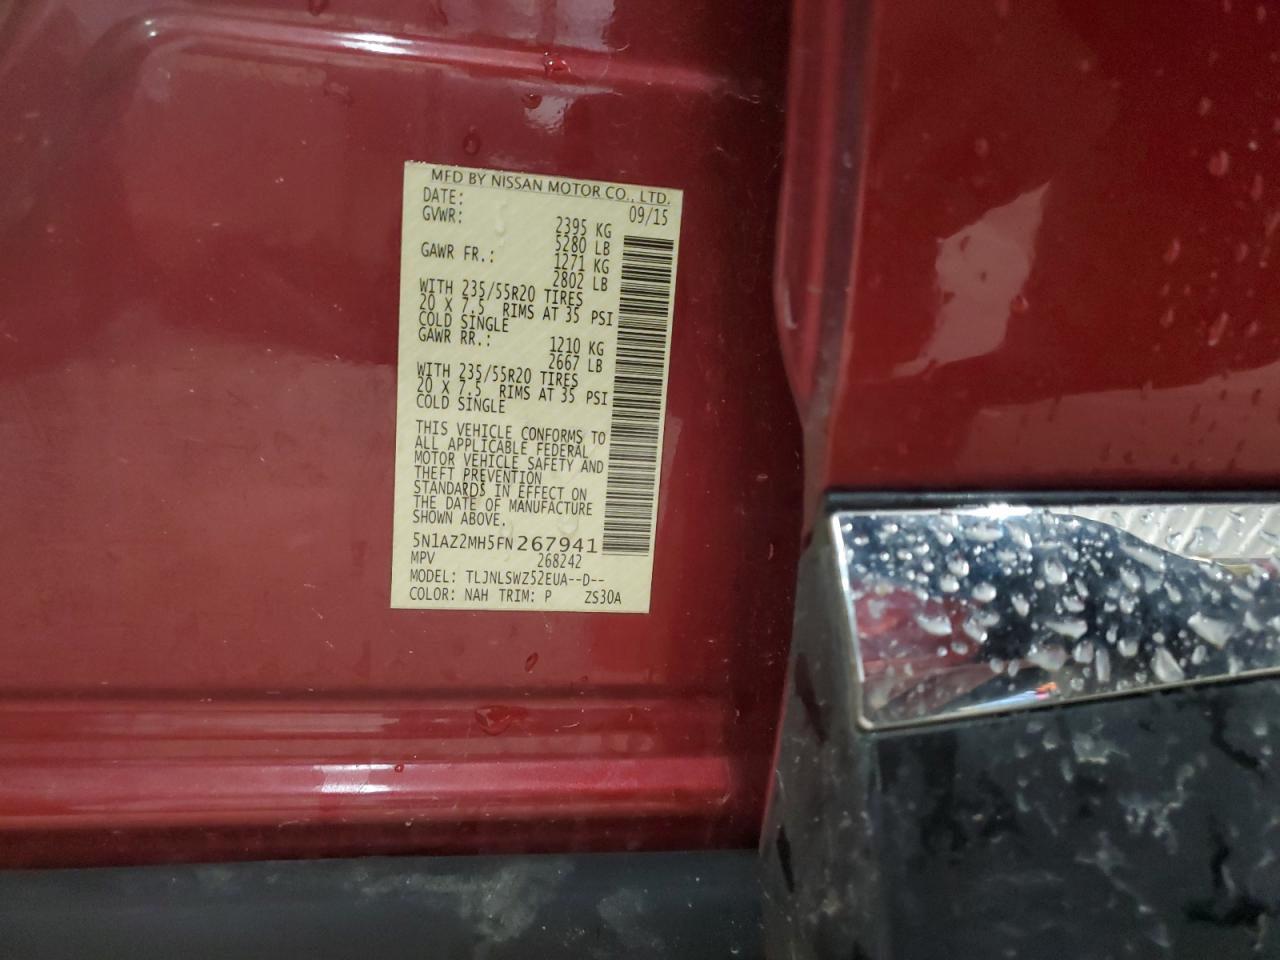 MFD BY NISSAN MOTOR CO., LTD.
DATE: 09/15
GVWR: 2395 KG
5280 LB
GAWR FR.: 1271 KG
2802 LB
WITH 235/55R20 TIRES
20 X 7.5 RIMS AT 35 PSI
COLD SINGLE
GAWR RR.: 1210 KG
2667 LB
WITH 235/55R20 TIRES
20 X 7.5 RIMS AT 35 PSI
COLD SINGLE
THIS VEHICLE CONFORMS TO
ALL APPLICABLE FEDERAL
MOTOR VEHICLE SAFETY AND
THEFT PREVENTION
STANDARDS IN EFFECT ON
THE DATE OF MANUFACTURE
SHOWN ABOVE.
5N1AZ2MH5FN267941
MPV 268242
MODEL: TLJNLSWZ52EUA--D--
COLOR: NAH TRIM: P ZS30A